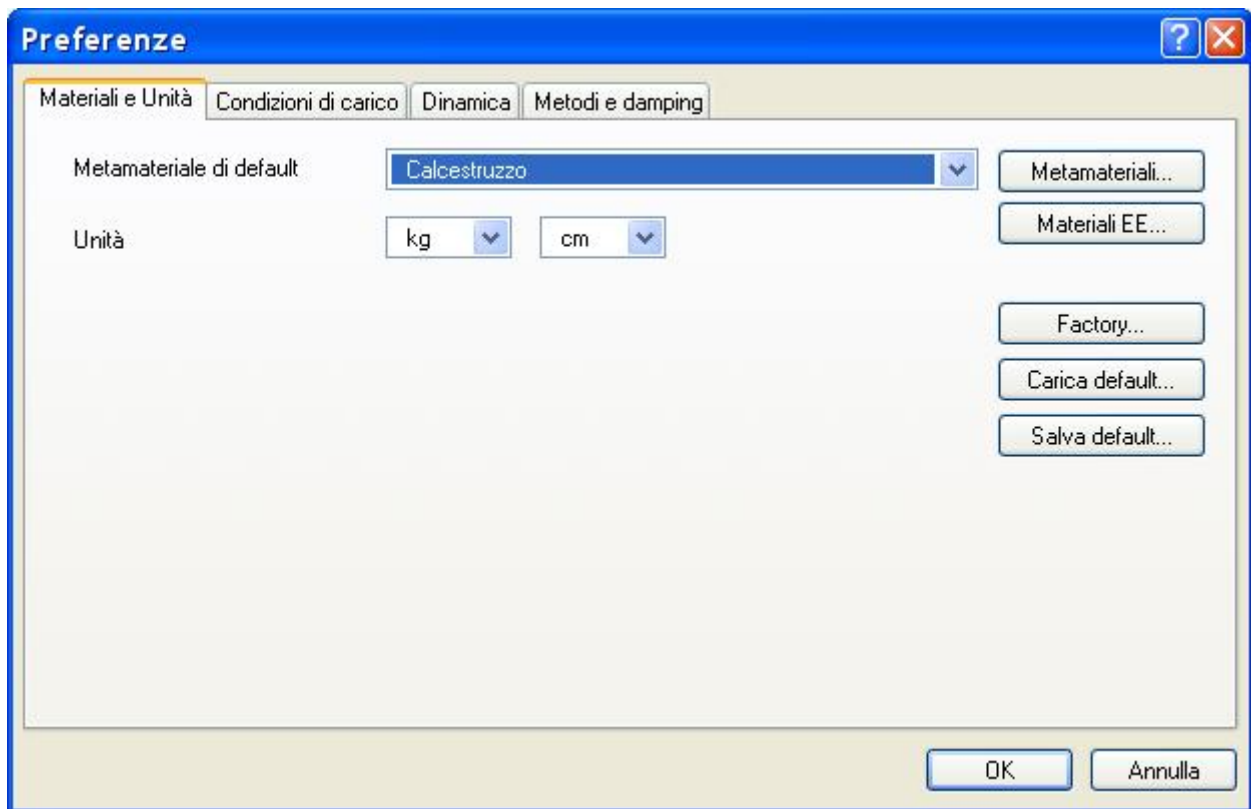 Preferenze
Materiali e Unità Condizioni di carico Dinamica Metodi e damping
Metamateriale di default Calcestruzzo Metamateriali...
Unità kg cm Materiali EE...
Factory...
Carica default...
Salva default...
OK Annulla